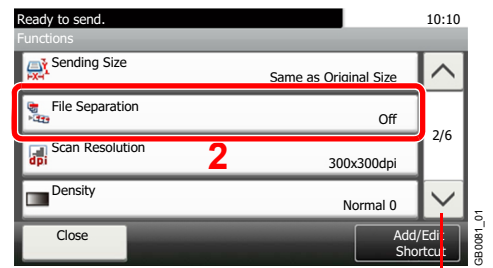 Ready to send.
10:10
Functions
Sending Size
Same as Original Size
File Separation
Off
2/6
Scan Resolution
2
300x300dpi
dpi
Density
Normal 0
Close
Add/Edit
Shortcut
GB0081_01